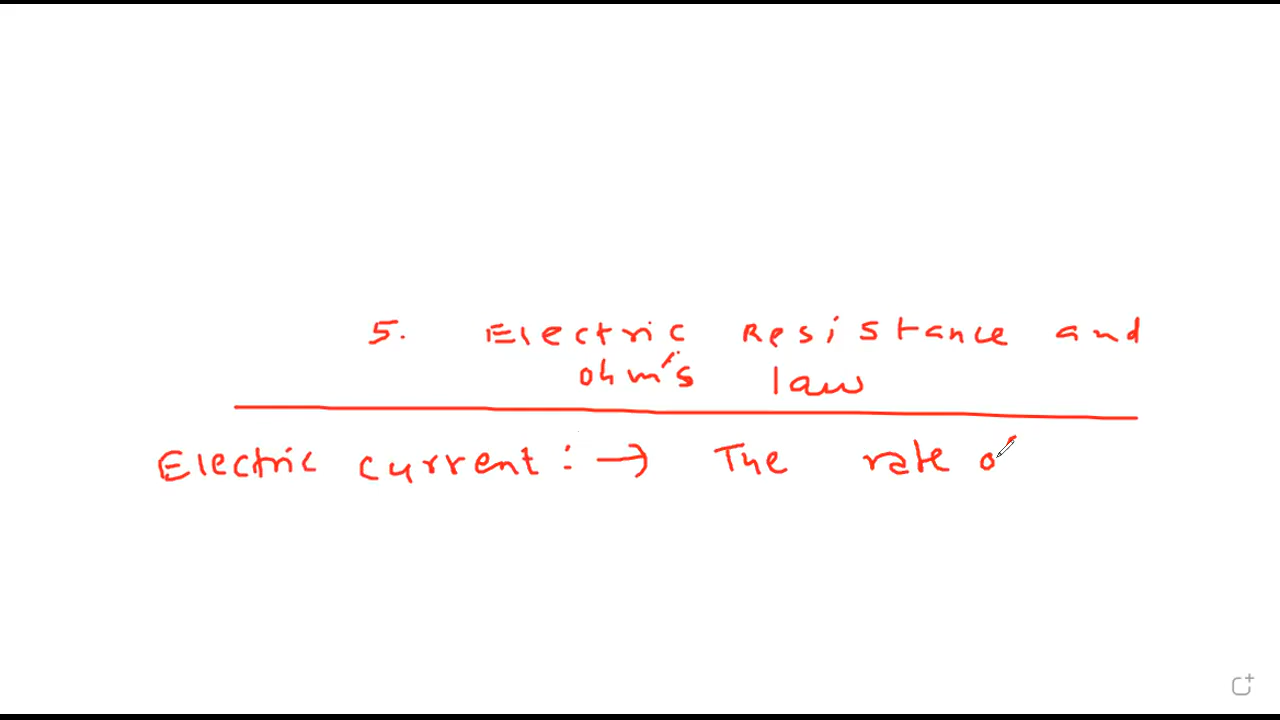 5. Electric Resistance and
ohm's law
Electric current : → The rate o